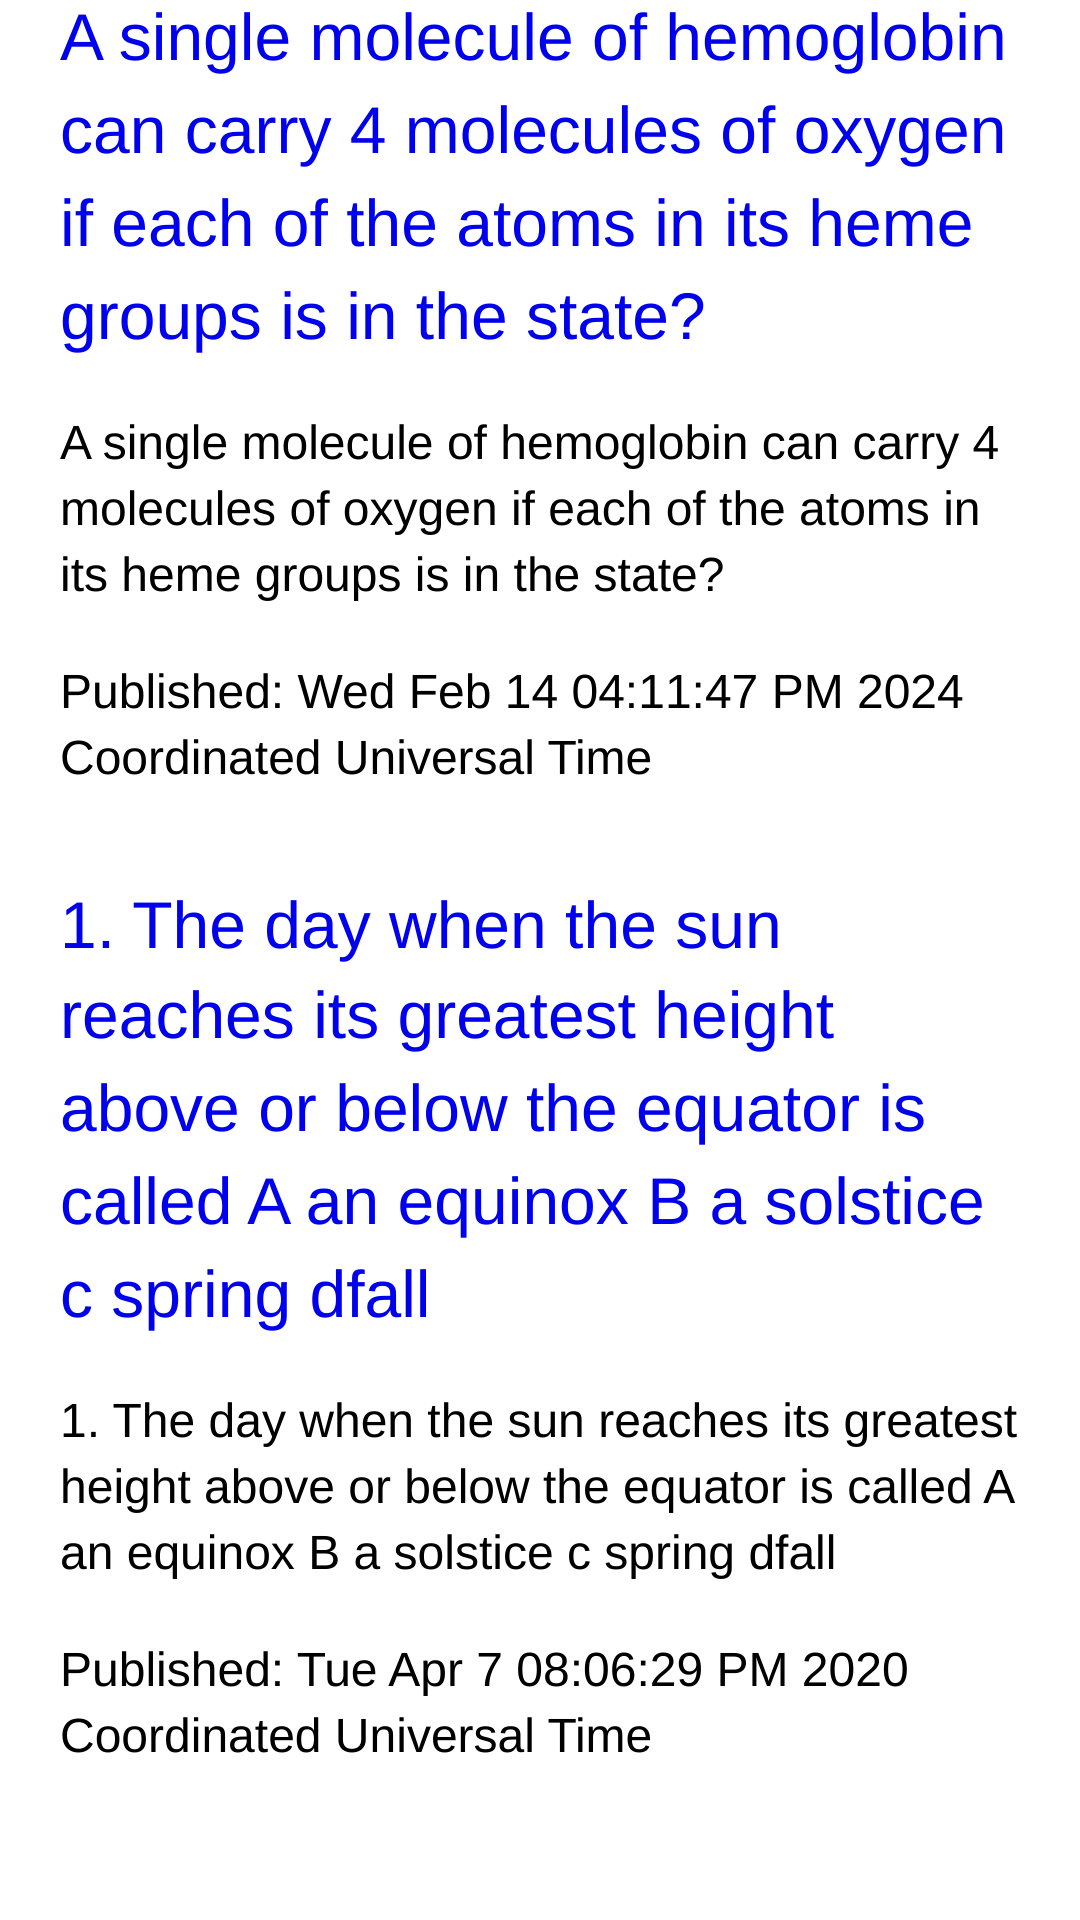 A single molecule of hemoglobin
can carry 4 molecules of oxygen
if each of the atoms in its heme
groups is in the state?
A single molecule of hemoglobin can carry 4
molecules of oxygen if each of the atoms in
its heme groups is in the state?
Published: Wed Feb 14 04:11:47 PM 2024
Coordinated Universal Time
1. The day when the sun
reaches its greatest height
above or below the equator is
called A an equinox B a solstice
c spring dfall
1. The day when the sun reaches its greatest
height above or below the equator is called A
an equinox B a solstice c spring dfall
Published: Tue Apr 7 08:06:29 PM 2020
Coordinated Universal Time